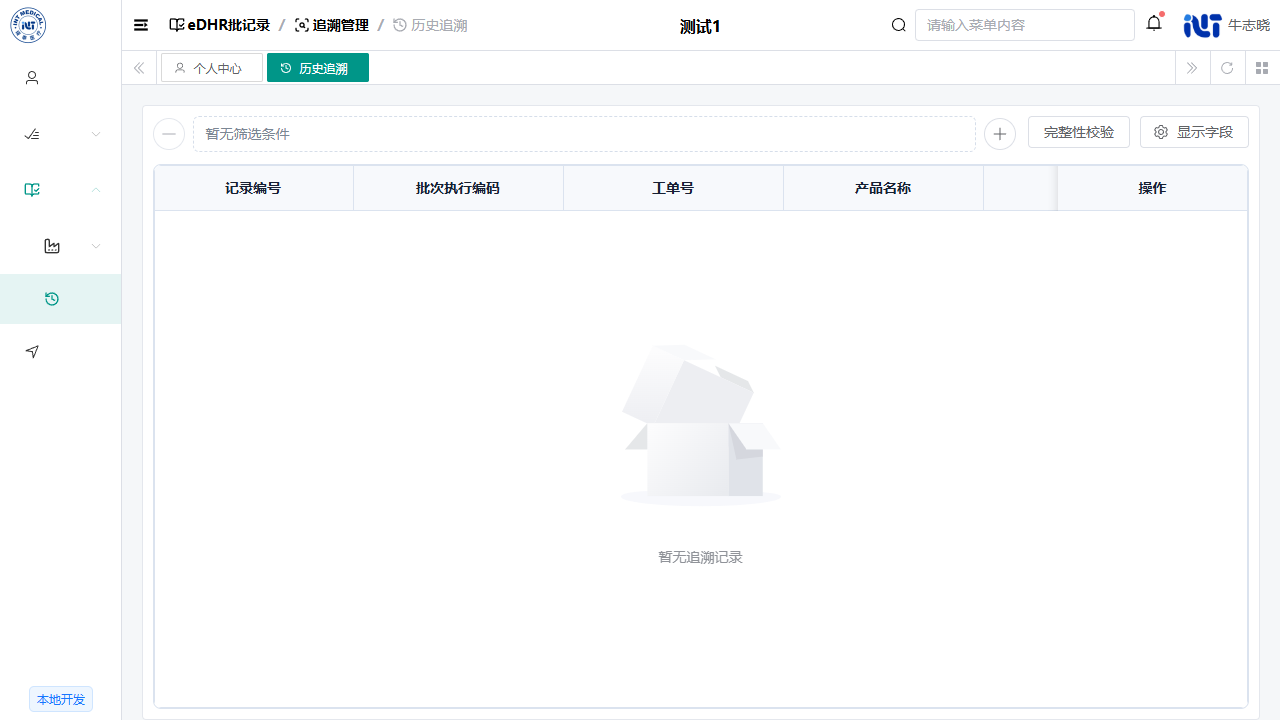 eDHR批记录 / 追溯管理 / 历史追溯
测试1
请输入菜单内容
牛志晓
个人中心
历史追溯
暂无筛选条件
完整性校验
显示字段
记录编号 批次执行编码 工单号 产品名称 操作
暂无追溯记录
本地开发